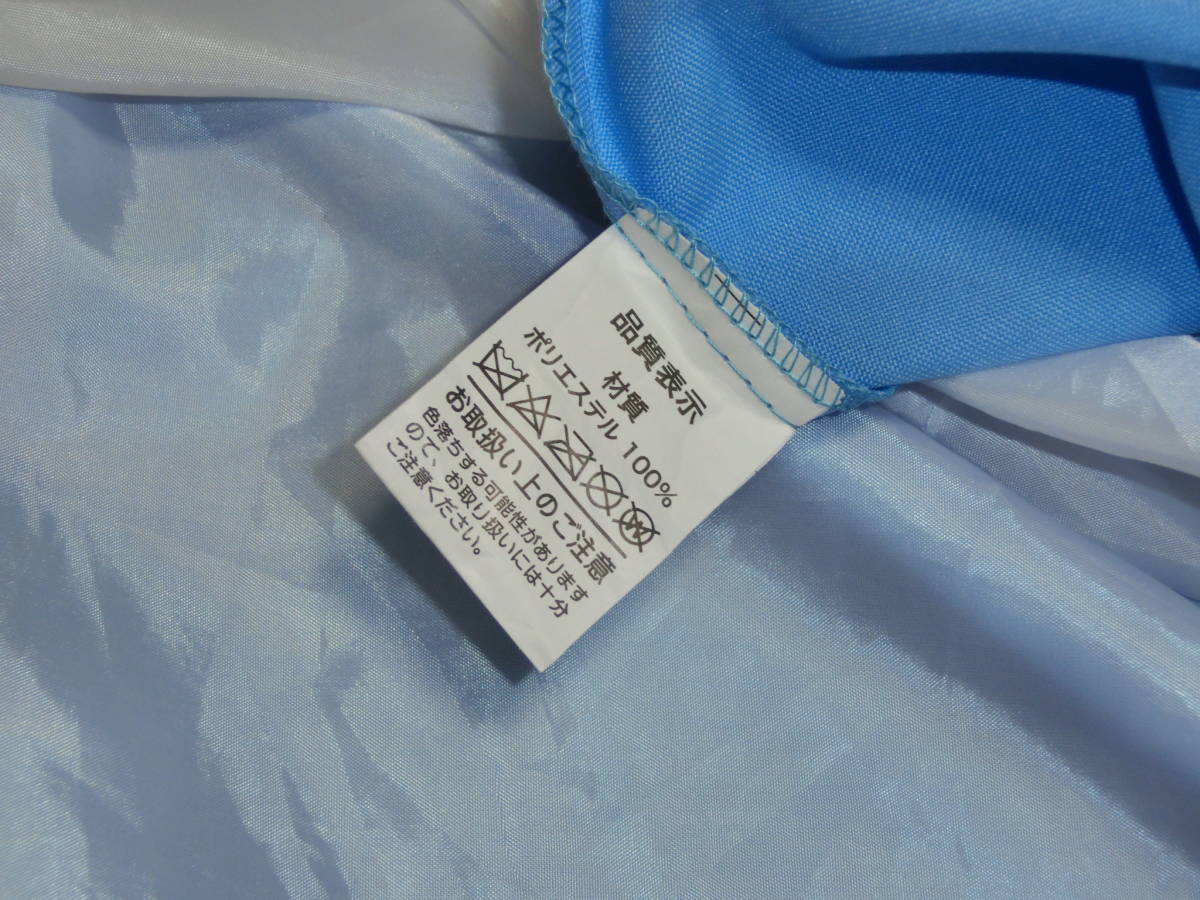 品質表示
材質
ポリエステル 100%
お取扱い上のご注意
色落ちする可能性があります
ので、お取り扱いには十分
ご注意ください。